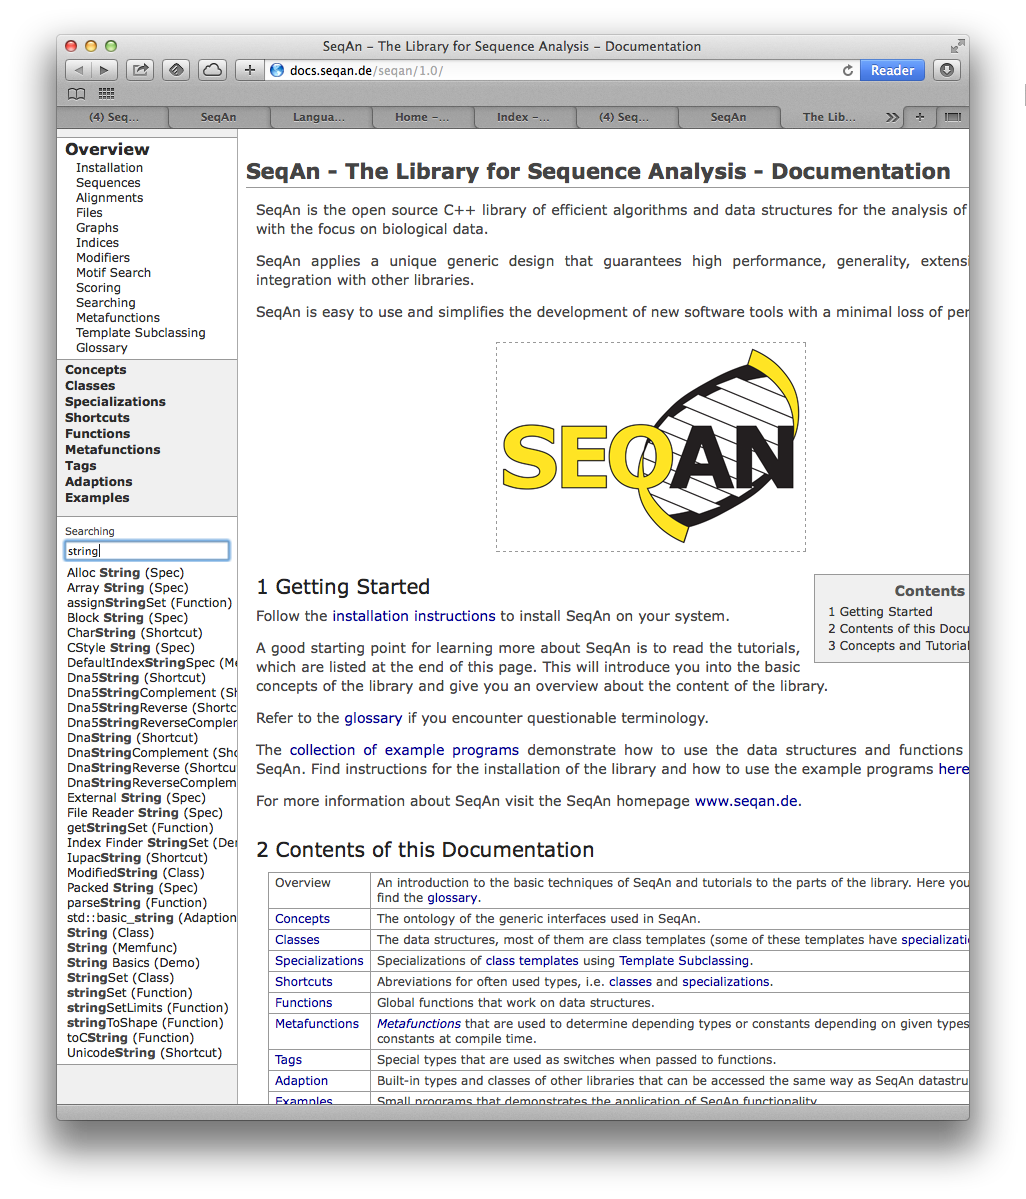 SeqAn – The Library for Sequence Analysis – Documentation
docs.seqan.de/seqan/1.0/
Reader
(4) Seq...
SeqAn
Langua...
Home –...
Index –...
(4) Seq...
SeqAn
The Lib...
Overview
Installation
Sequences
Alignments
Files
Graphs
Indices
Modifiers
Motif Search
Scoring
Searching
Metafunctions
Template Subclassing
Glossary
Concepts
Classes
Specializations
Shortcuts
Functions
Metafunctions
Tags
Adaptions
Examples
Searching
string
Alloc String (Spec)
Array String (Spec)
assignStringSet (Function)
Block String (Spec)
CharString (Shortcut)
CStyle String (Spec)
DefaultIndexStringSpec (Me
Dna5String (Shortcut)
Dna5StringComplement (Sh
Dna5StringReverse (Shortc
Dna5StringReverseComplem
DnaString (Shortcut)
DnaStringComplement (Sho
DnaStringReverse (Shortcu
DnaStringReverseComplem
External String (Spec)
File Reader String (Spec)
getStringSet (Function)
Index Finder StringSet (Dem
IupacString (Shortcut)
ModifiedString (Class)
Packed String (Spec)
parseString (Function)
std::basic_string (Adaption
String (Class)
String (Memfunc)
String Basics (Demo)
StringSet (Class)
stringSet (Function)
stringSetLimits (Function)
stringToShape (Function)
toCString (Function)
UnicodeString (Shortcut)
SeqAn - The Library for Sequence Analysis - Documentation
SeqAn is the open source C++ library of efficient algorithms and data structures for the analysis of
with the focus on biological data.
SeqAn applies a unique generic design that guarantees high performance, generality, extensi
integration with other libraries.
SeqAn is easy to use and simplifies the development of new software tools with a minimal loss of per
SEQAN
1 Getting Started
Follow the installation instructions to install SeqAn on your system.
A good starting point for learning more about SeqAn is to read the tutorials,
which are listed at the end of this page. This will introduce you into the basic
concepts of the library and give you an overview about the content of the library.
Refer to the glossary if you encounter questionable terminology.
The collection of example programs demonstrate how to use the data structures and functions
SeqAn. Find instructions for the installation of the library and how to use the example programs here
For more information about SeqAn visit the SeqAn homepage www.seqan.de.
Contents
1 Getting Started
2 Contents of this Docu
3 Concepts and Tutorial
2 Contents of this Documentation
Overview
An introduction to the basic techniques of SeqAn and tutorials to the parts of the library. Here you
find the glossary.
Concepts
The ontology of the generic interfaces used in SeqAn.
Classes
The data structures, most of them are class templates (some of these templates have specializati
Specializations
Specializations of class templates using Template Subclassing.
Shortcuts
Abreviations for often used types, i.e. classes and specializations.
Functions
Global functions that work on data structures.
Metafunctions
Metafunctions that are used to determine depending types or constants depending on given types
constants at compile time.
Tags
Special types that are used as switches when passed to functions.
Adaption
Built-in types and classes of other libraries that can be accessed the same way as SeqAn datastru
Examples
Small programs that demonstrates the application of SeqAn functionality.